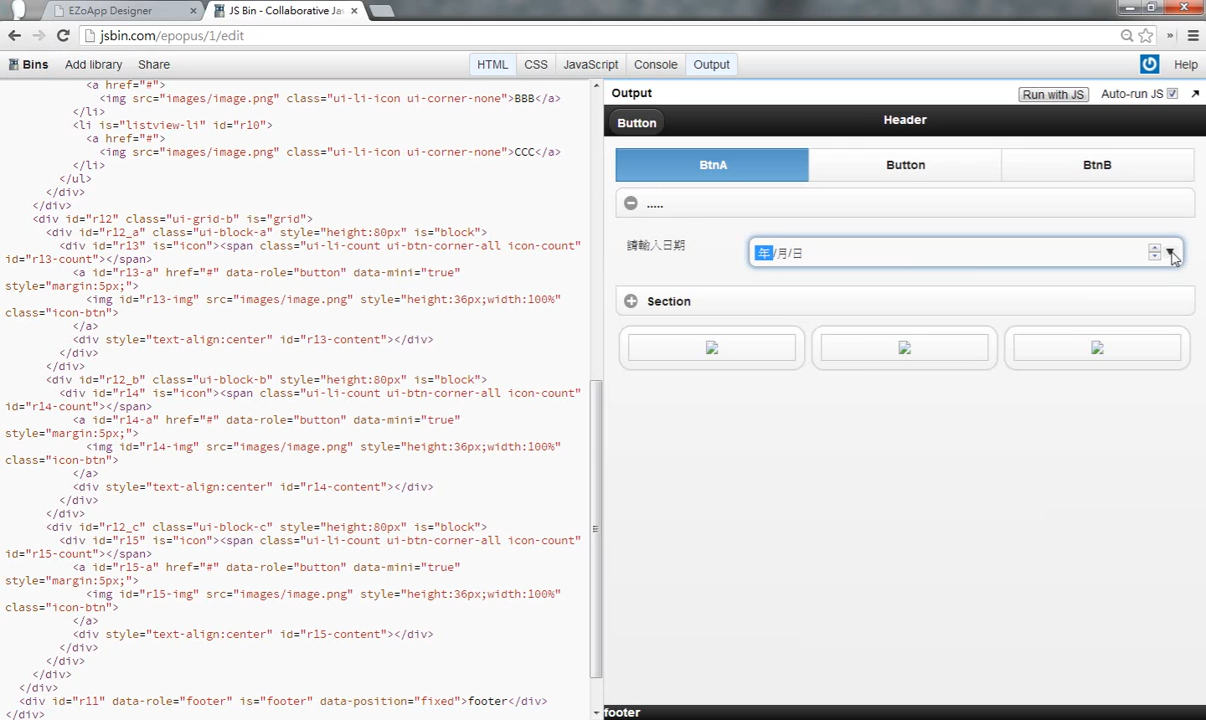 EZoApp Designer
JS Bin - Collaborative Jav
jsbin.com/epopus/1/edit
Bins Add library Share HTML CSS JavaScript Console Output Help
<a href="#">
<img src="images/image.png" class="ui-li-icon ui-corner-none">BBB</a>
</li>
<li is="listview-li" id="r10">
<a href="#">
<img src="images/image.png" class="ui-li-icon ui-corner-none">CCC</a>
</li>
</ul>
</div>
</div>
<div id="r12" class="ui-grid-b" is="grid">
<div id="r12_a" class="ui-block-a" style="height:80px" is="block">
<div id="r13" is="icon"><span class="ui-li-count ui-btn-corner-all icon-count"
id="r13-count"></span>
<a id="r13-a" href="#" data-role="button" data-mini="true"
style="margin:5px;">
<img id="r13-img" src="images/image.png" style="height:36px;width:100%"
class="icon-btn">
</a>
<div style="text-align:center" id="r13-content"></div>
</div>
</div>
<div id="r12_b" class="ui-block-b" style="height:80px" is="block">
<div id="r14" is="icon"><span class="ui-li-count ui-btn-corner-all icon-count"
id="r14-count"></span>
<a id="r14-a" href="#" data-role="button" data-mini="true"
style="margin:5px;">
<img id="r14-img" src="images/image.png" style="height:36px;width:100%"
class="icon-btn">
</a>
<div style="text-align:center" id="r14-content"></div>
</div>
</div>
<div id="r12_c" class="ui-block-c" style="height:80px" is="block">
<div id="r15" is="icon"><span class="ui-li-count ui-btn-corner-all icon-count"
id="r15-count"></span>
<a id="r15-a" href="#" data-role="button" data-mini="true"
style="margin:5px;">
<img id="r15-img" src="images/image.png" style="height:36px;width:100%"
class="icon-btn">
</a>
<div style="text-align:center" id="r15-content"></div>
</div>
</div>
</div>
</div>
<div id="r11" data-role="footer" is="footer" data-position="fixed">footer</div>
</div>
Output Run with JS Auto-run JS
Button Header
BtnA Button BtnB
.....
請輸入日期 年/月/日
Section
footer